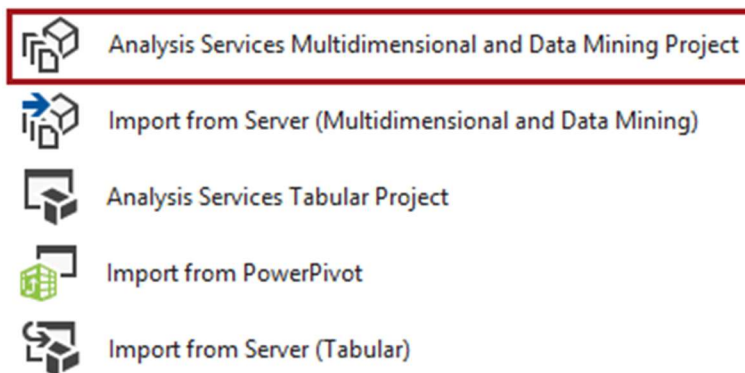 Analysis Services Multidimensional and Data Mining Project
Import from Server (Multidimensional and Data Mining)
Analysis Services Tabular Project
Import from PowerPivot
Import from Server (Tabular)